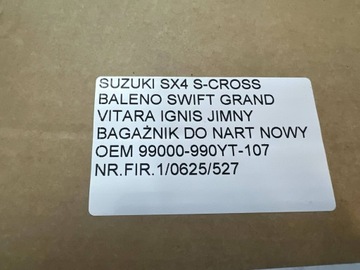 SUZUKI SX4 S-CROSS
BALENO SWIFT GRAND
VITARA IGNIS JIMNY
BAGAŻNIK DO NART NOWY
OEM 99000-990YT-107
NR.FIR.1/0625/527